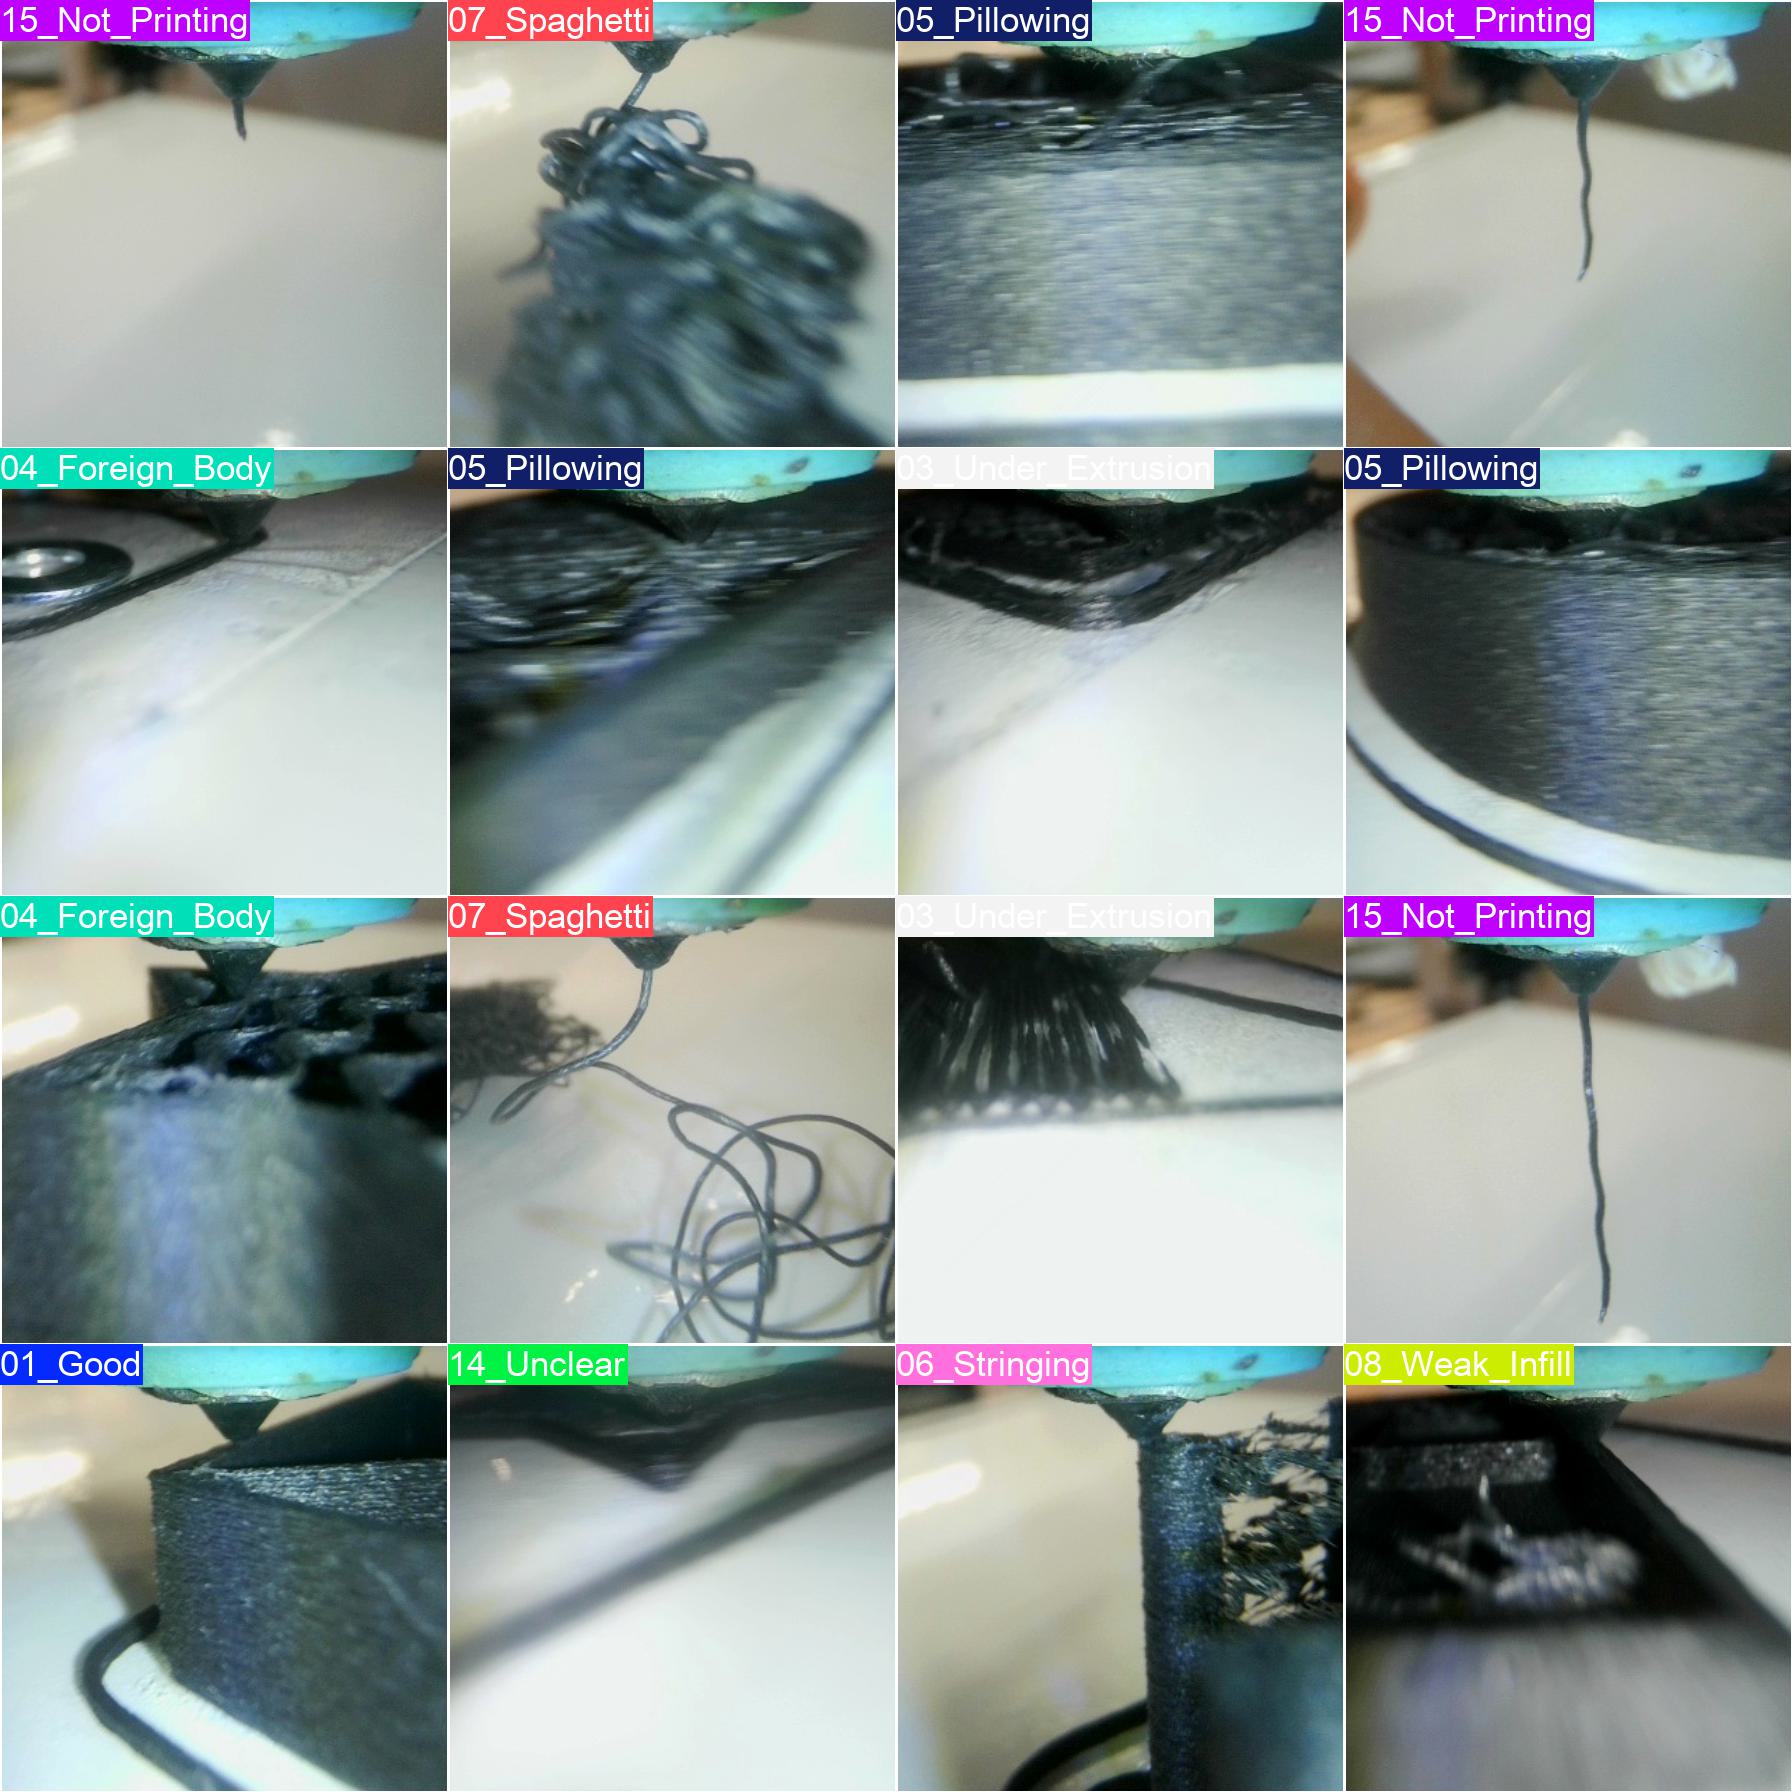 15_Not_Printing
07_Spaghetti
05_Pillowing
15_Not_Printing
04_Foreign_Body
05_Pillowing
03_Under_Extrusion
05_Pillowing
04_Foreign_Body
07_Spaghetti
03_Under_Extrusion
15_Not_Printing
01_Good
14_Unclear
06_Stringing
08_Weak_Infill